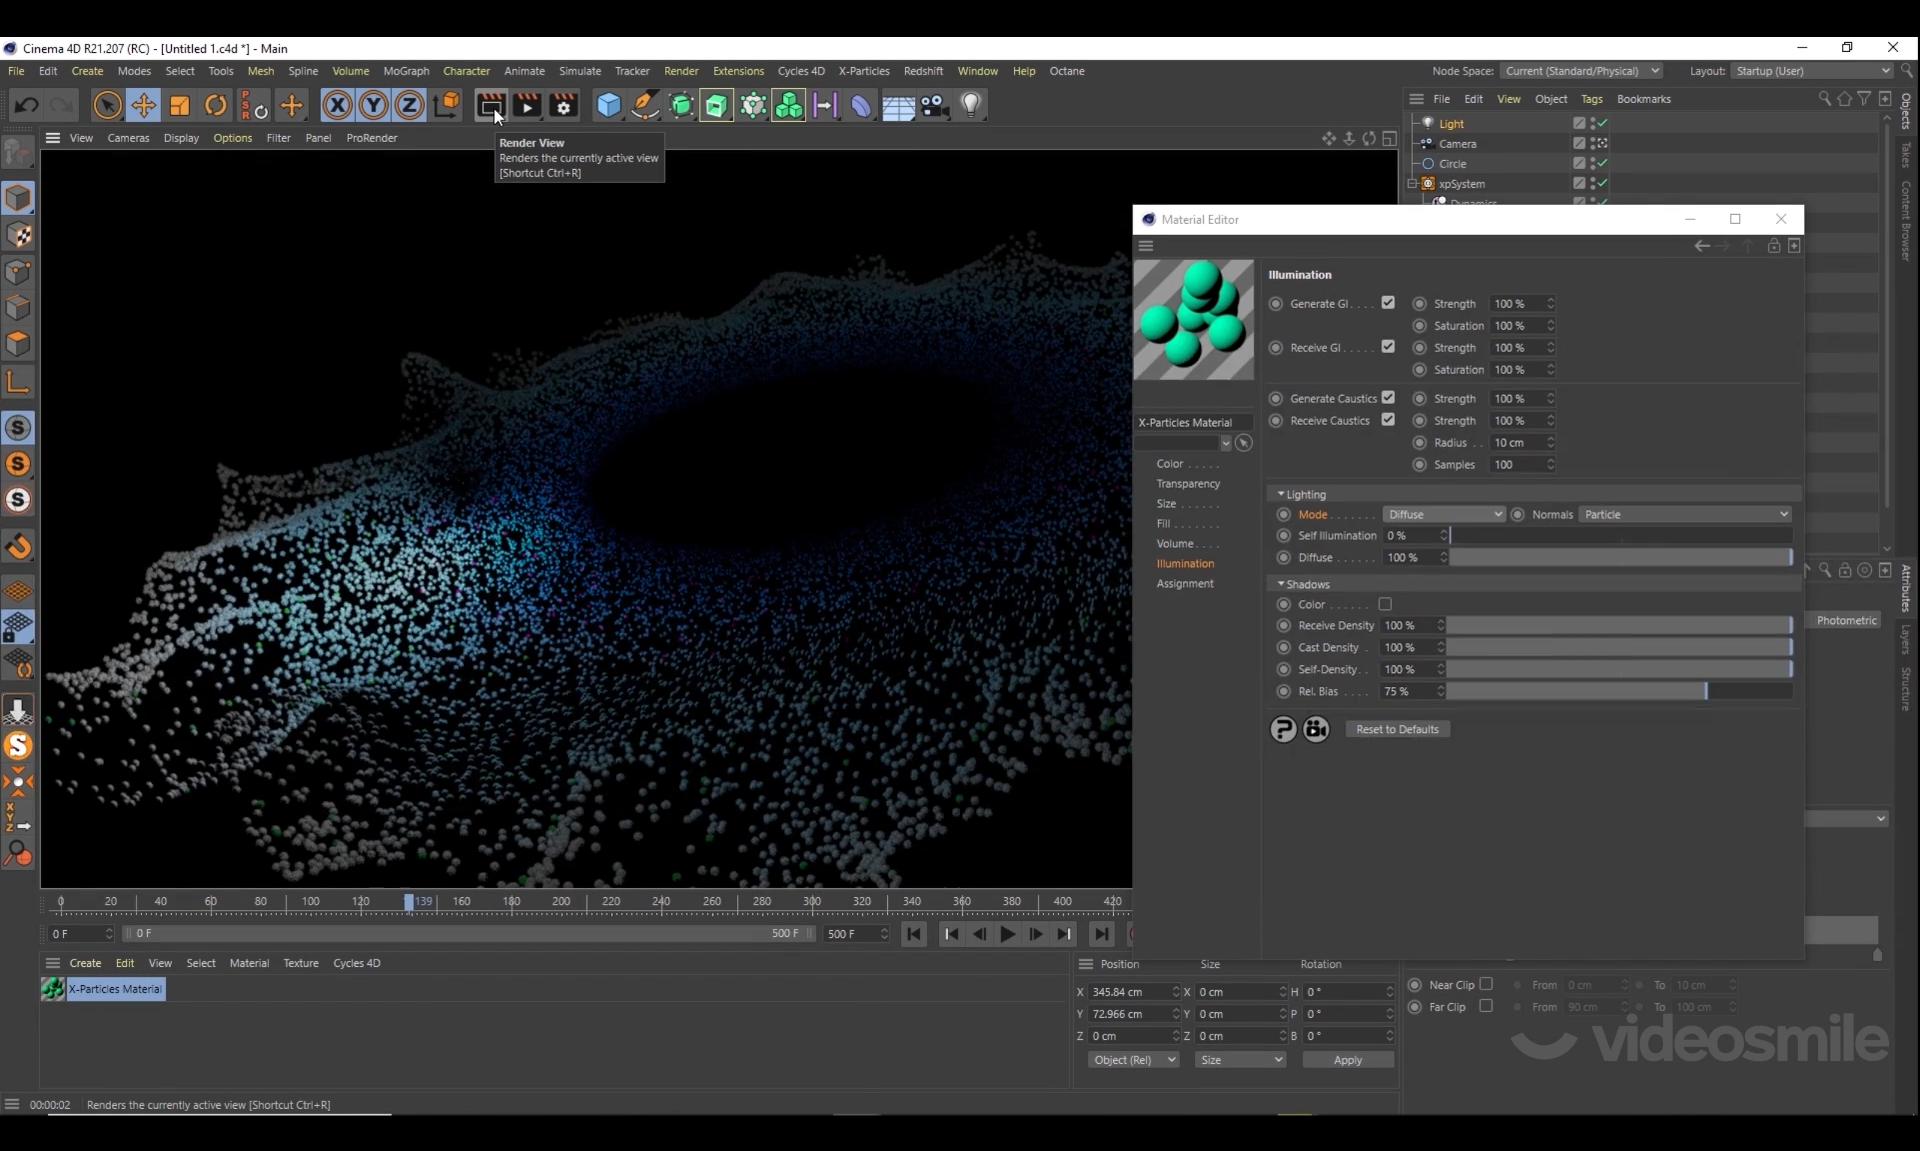 Cinema 4D R21.207 (RC) - [Untitled 1.c4d *] - Main
File Edit Create Modes Select Tools Mesh Spline Volume MoGraph Character Animate Simulate Tracker Render Extensions Cycles 4D X-Particles Redshift Window Help Octane
Node Space: Current (Standard/Physical) Layout: Startup (User)
File Edit View Object Tags Bookmarks
View Cameras Display Options Filter Panel ProRender
Render View
Renders the currently active view
[Shortcut Ctrl+R]
Light
Camera
Circle
xpSystem
Dynamics
Objects
Takes
Content Browser
Attributes
Layers
Structure
Material Editor
Illumination
Generate GI. . . . Strength 100 %
Saturation 100 %
Receive GI . . . . . Strength 100 %
Saturation 100 %
Generate Caustics Strength 100 %
Receive Caustics Strength 100 %
Radius . . 10 cm
Samples 100
X-Particles Material
Color . . . . .
Transparency
Size . . . . . .
Fill . . . . . . .
Volume. . . .
Illumination
Assignment
Lighting
Mode . . . . . . . Diffuse Normals Particle
Self Illumination 0 %
Diffuse . . . . . . 100 %
Shadows
Color . . . . . .
Receive Density 100 %
Cast Density . 100 %
Self-Density. . 100 %
Rel. Bias . . . . 75 %
Reset to Defaults
Photometric
0 20 40 60 80 100 120 139 160 180 200 220 240 260 280 300 320 340 360 380 400 420
0 F 0 F 500 F 500 F
Create Edit View Select Material Texture Cycles 4D
X-Particles Material
Position Size Rotation
X 345.84 cm X 0 cm H 0 °
Y 72.966 cm Y 0 cm P 0 °
Z 0 cm Z 0 cm B 0 °
Object (Rel) Size Apply
Near Clip From 0 cm To 10 cm
Far Clip From 90 cm To 100 cm
videosmile
00:00:02 Renders the currently active view [Shortcut Ctrl+R]